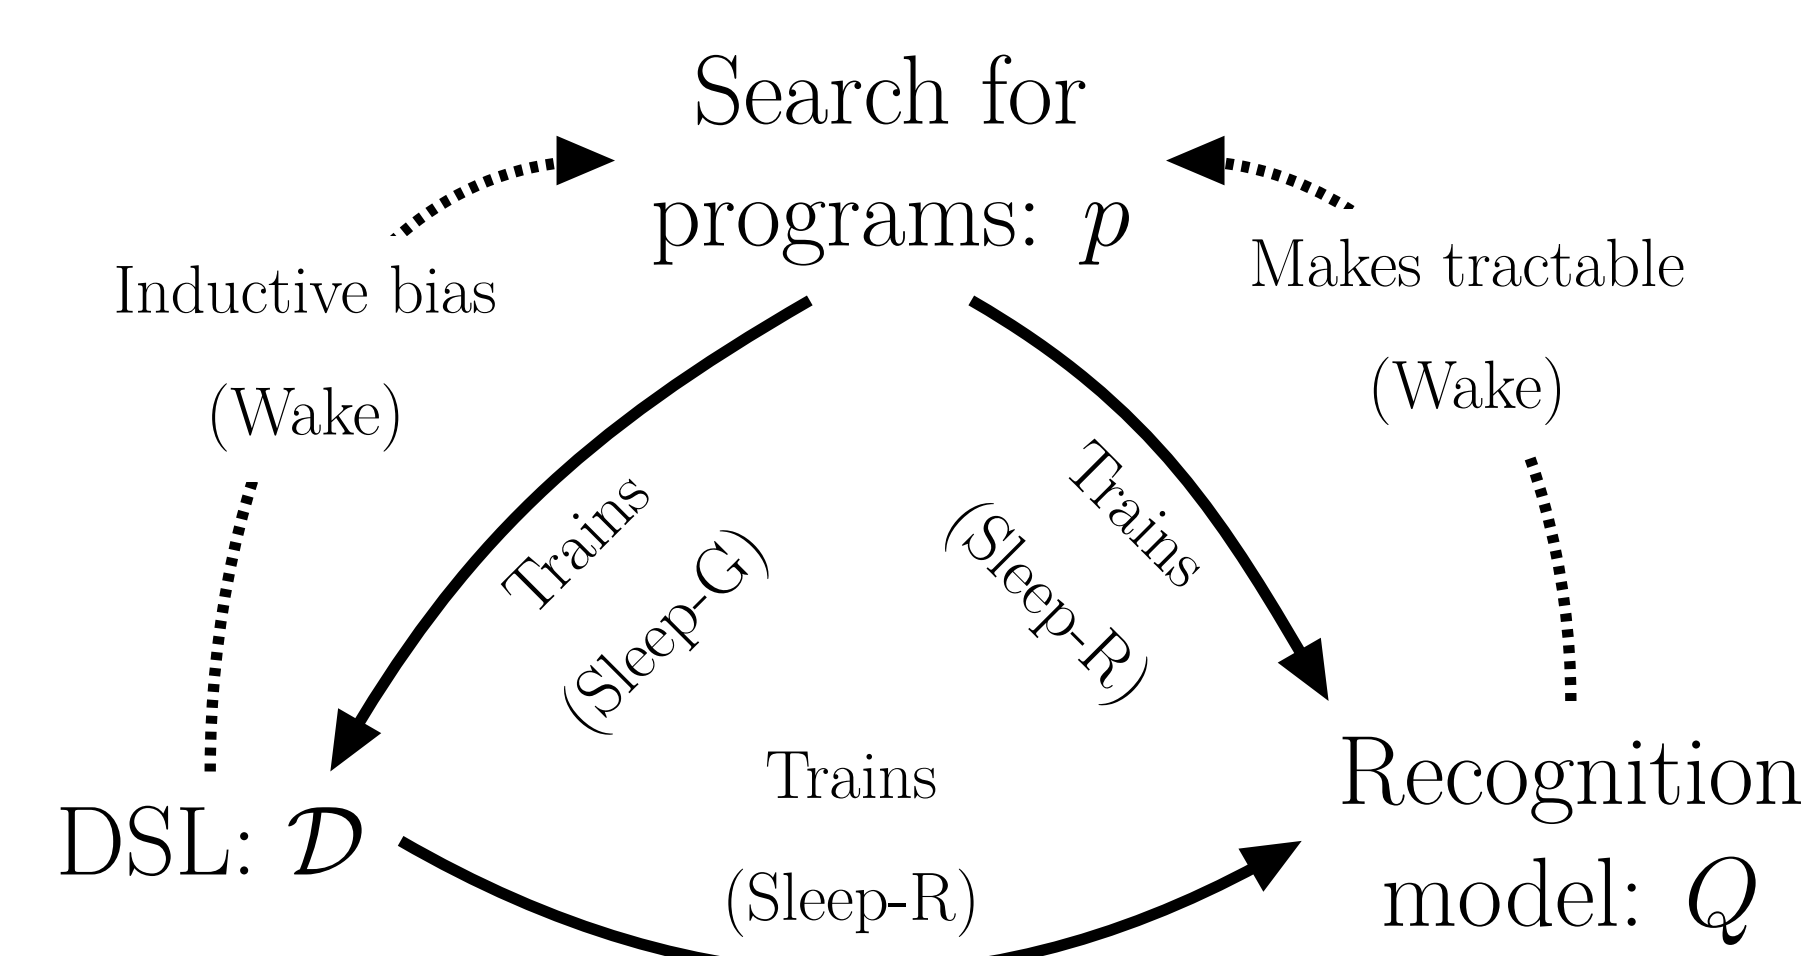 Search for
programs: p
Inductive bias
(Wake)
Makes tractable
(Wake)
Trains
(Sleep-G)
Trains
(Sleep-R)
Trains
(Sleep-R)
DSL: 𝒟
Recognition
model: Q